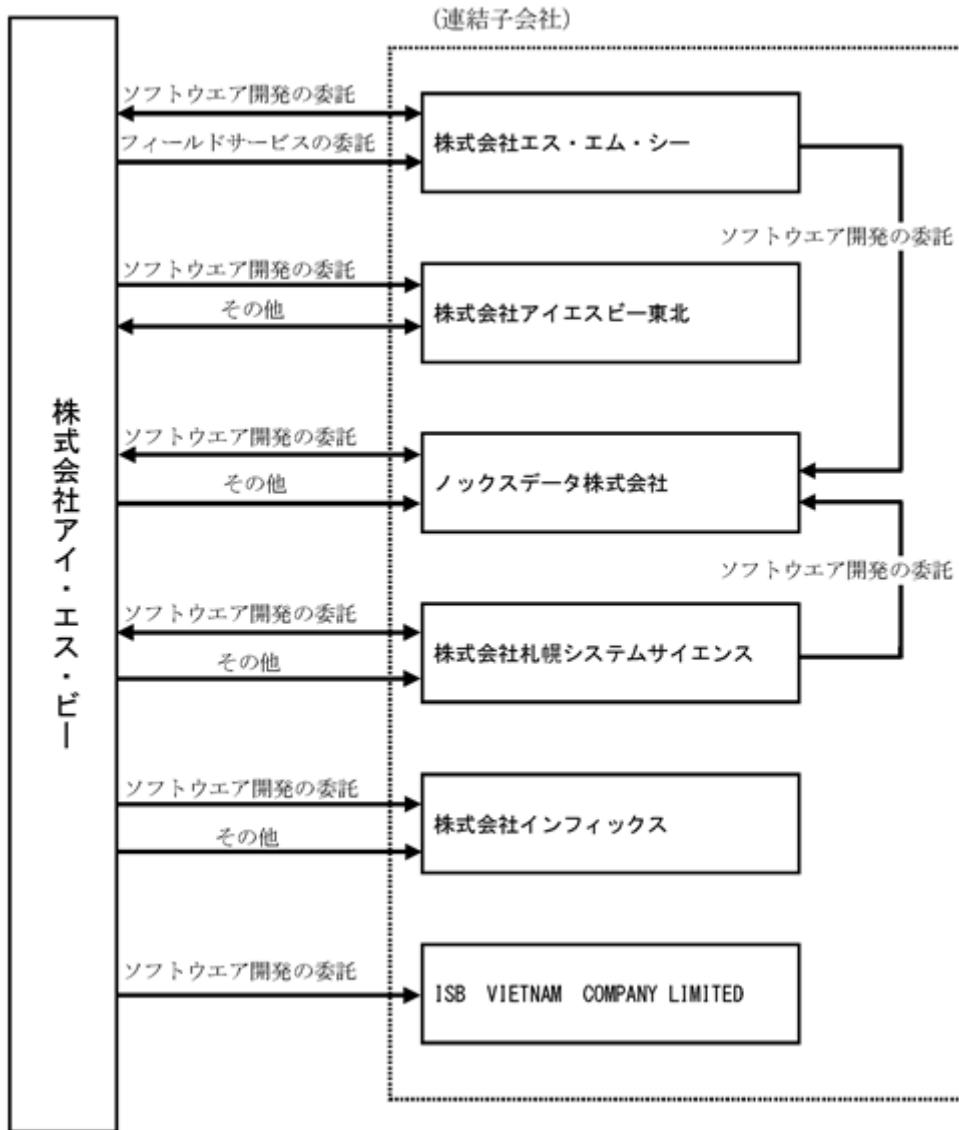 (連結子会社)
株式会社アイ・エス・ビー
ソフトウエア開発の委託
フィールドサービスの委託
株式会社エス・エム・シー
ソフトウエア開発の委託
ソフトウエア開発の委託
その他
株式会社アイエスビー東北
ソフトウエア開発の委託
その他
ノックスデータ株式会社
ソフトウエア開発の委託
ソフトウエア開発の委託
その他
株式会社札幌システムサイエンス
ソフトウエア開発の委託
その他
株式会社インフィックス
ソフトウエア開発の委託
ISB VIETNAM COMPANY LIMITED